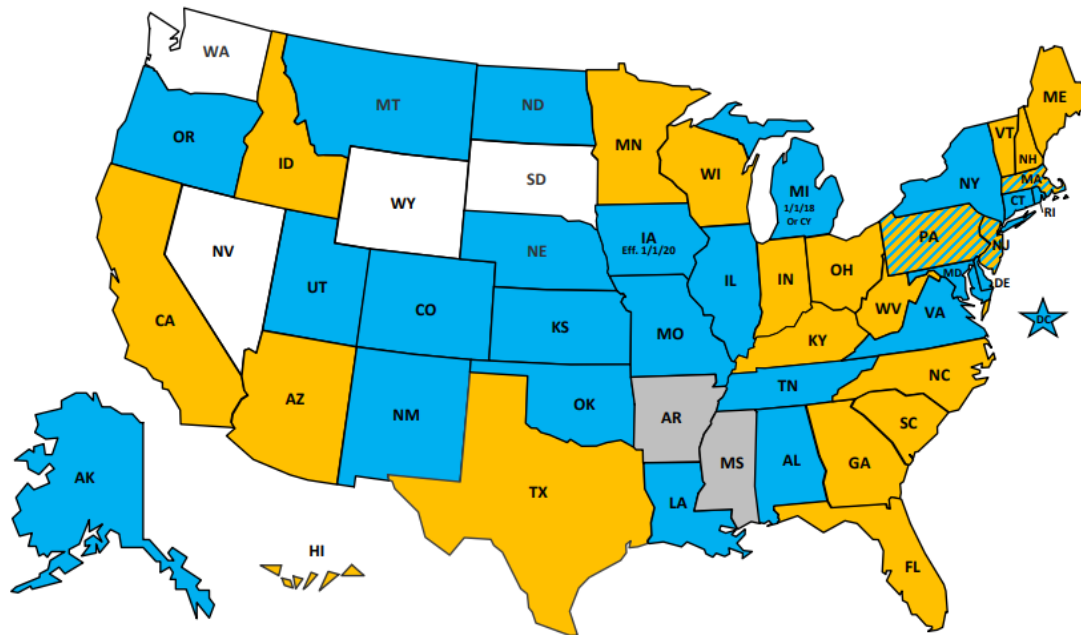 WA
MT
ND
ME
OR
ID
MN
VT
NH
WI
SD
MA
NY
MI
1/1/18
Or CY
CT
RI
WY
IA
Eff. 1/1/20
PA
NJ
NV
NE
OH
MD
DE
UT
IL
IN
WV
CO
VA
DC
CA
KS
MO
KY
NC
TN
AZ
NM
OK
AR
SC
MS
AL
GA
AK
TX
LA
HI
FL